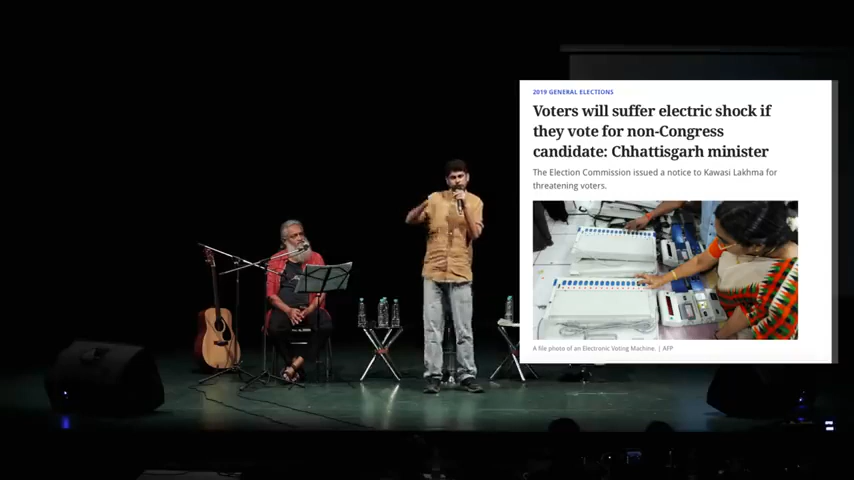 2019 GENERAL ELECTIONS
Voters will suffer electric shock if
they vote for non-Congress
candidate: Chhattisgarh minister
The Election Commission issued a notice to Kawasi Lakhma for
threatening voters.
A file photo of an Electronic Voting Machine. | AFP